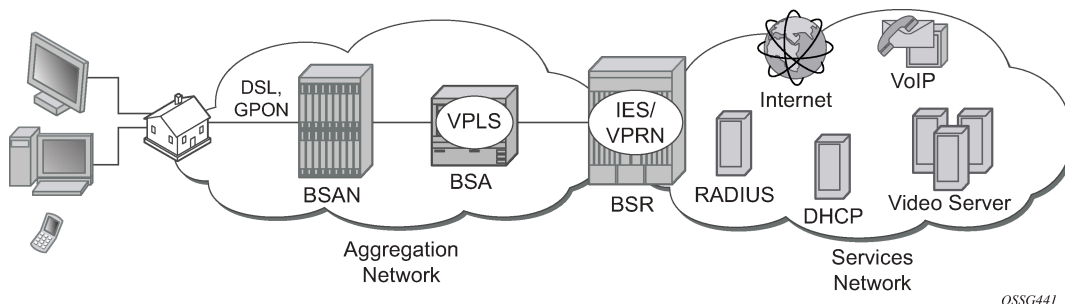 DSL,
GPON
BSAN
VPLS
BSA
IES/
VPRN
BSR
Internet
VoIP
RADIUS
DHCP
Video Server
Aggregation
Network
Services
Network
OSSG441